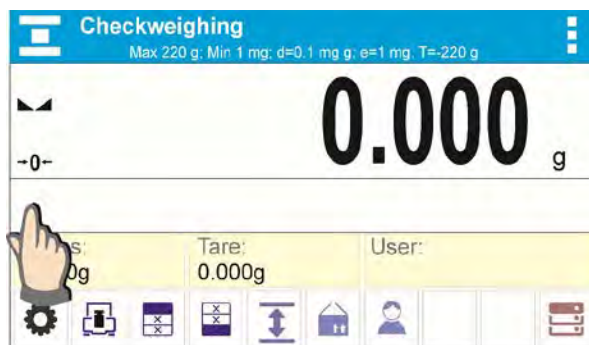 Checkweighing
Max 220 g; Min 1 mg; d=0.1 mg g; e=1 mg. T=-220 g
0.000 g
→0←
s: Tare: User:
0g 0.000g